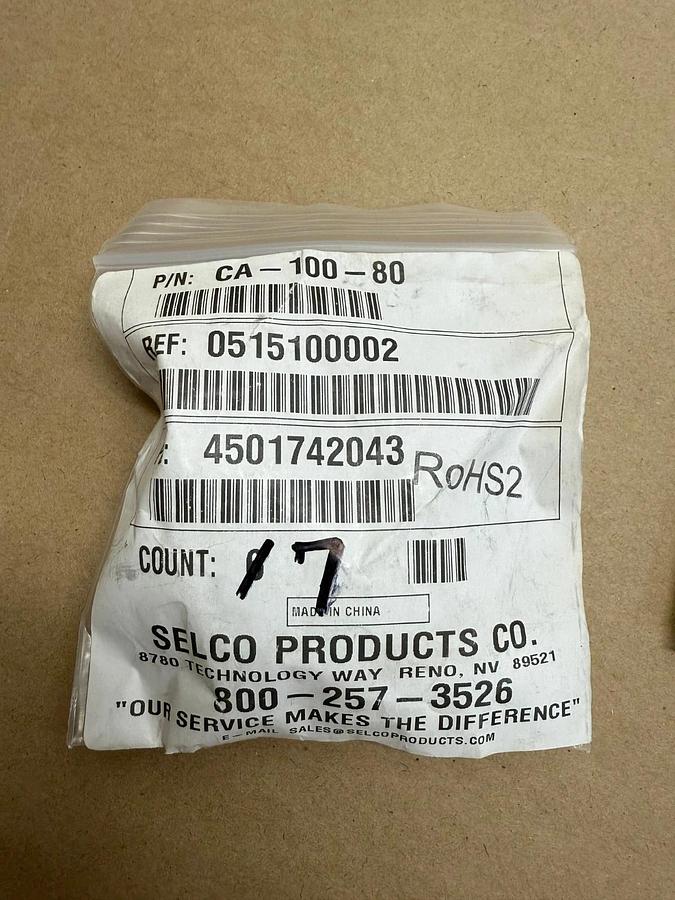 P/N: CA-100-80
REF: 0515100002
: 4501742043
RoHS2
COUNT: 7
MADE IN CHINA
SELCO PRODUCTS CO.
8780 TECHNOLOGY WAY RENO, NV 89521
800-257-3526
"OUR SERVICE MAKES THE DIFFERENCE"
E-MAIL SALES@SELCOPRODUCTS.COM